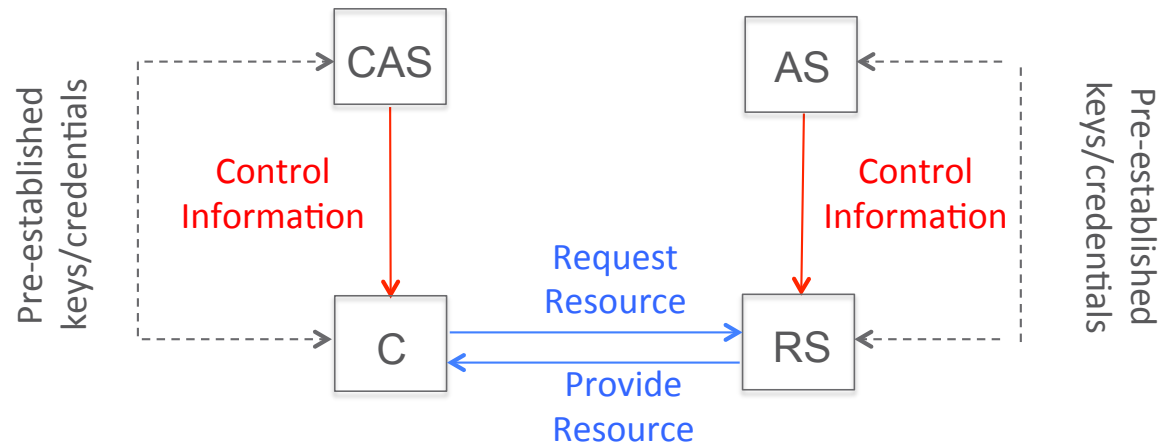 CAS
AS
Pre-established
keys/credentials
Control
Information
Control
Information
Pre-established
keys/credentials
Request
Resource
C
RS
Provide
Resource